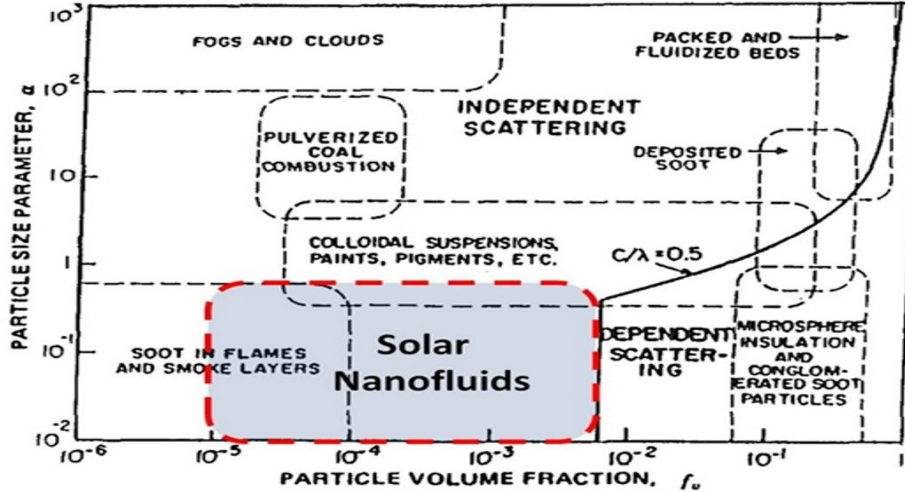 10³
FOGS AND CLOUDS
PACKED AND
FLUIDIZED BEDS
10²
INDEPENDENT
SCATTERING
PULVERIZED
COAL
COMBUSTION
DEPOSITED
SOOT
10
COLLOIDAL SUSPENSIONS,
PAINTS, PIGMENTS, ETC.
C/λ=0.5
1
PARTICLE SIZE PARAMETER, α
10⁻¹
SOOT IN FLAMES
AND SMOKE LAYERS
Solar
Nanofluids
DEPENDENT
SCATTER-
ING
MICROSPHERE
INSULATION
AND
CONGLOM-
ERATED SOOT
PARTICLES
10⁻²
10⁻⁶ 10⁻⁵ 10⁻⁴ 10⁻³ 10⁻² 10⁻¹ 1
PARTICLE VOLUME FRACTION, fᵥ